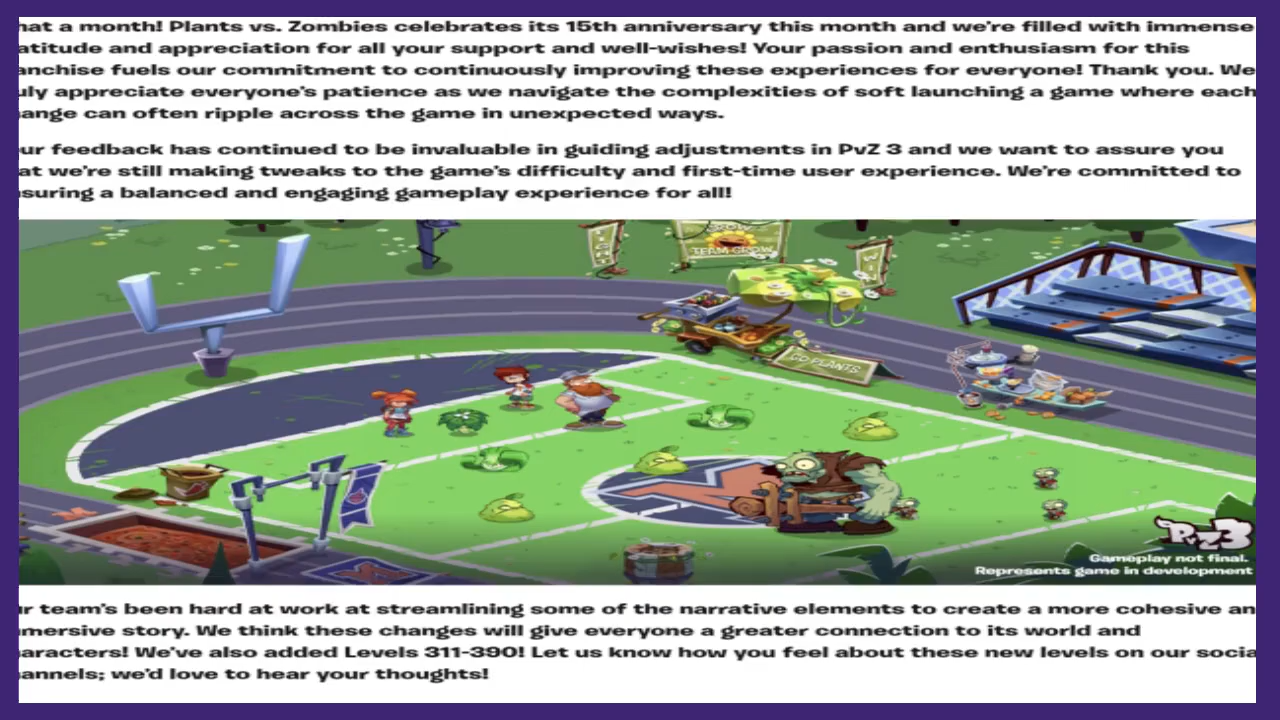 hat a month! Plants vs. Zombies celebrates its 15th anniversary this month and we're filled with immense
atitude and appreciation for all your support and well-wishes! Your passion and enthusiasm for this
anchise fuels our commitment to continuously improving these experiences for everyone! Thank you. We
uly appreciate everyone's patience as we navigate the complexities of soft launching a game where each
ange can often ripple across the game in unexpected ways.
ur feedback has continued to be invaluable in guiding adjustments in PvZ 3 and we want to assure you
at we're still making tweaks to the game's difficulty and first-time user experience. We're committed to
suring a balanced and engaging gameplay experience for all!
GROW
TEAM GROW
GO PLANTS
PvZ3
Gameplay not final.
Represents game in development
r team's been hard at work at streamlining some of the narrative elements to create a more cohesive an
mersive story. We think these changes will give everyone a greater connection to its world and
aracters! We've also added Levels 311-390! Let us know how you feel about these new levels on our socia
annels; we'd love to hear your thoughts!